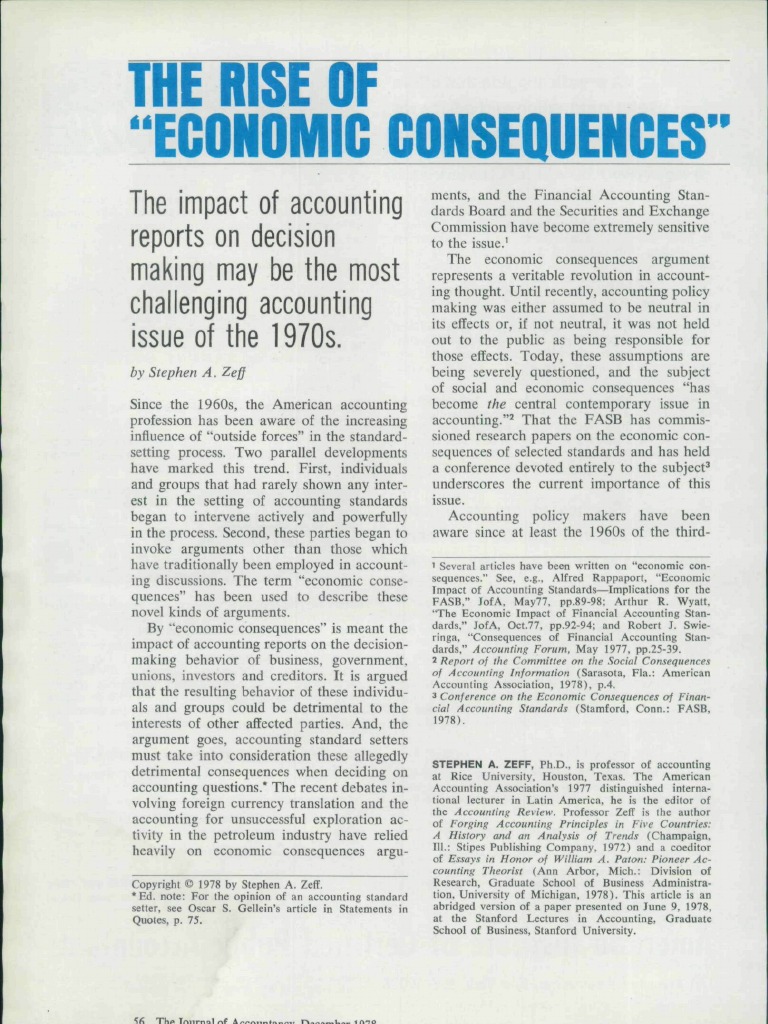 THE RISE OF
“ECONOMIC CONSEQUENCES”
The impact of accounting
reports on decision
making may be the most
challenging accounting
issue of the 1970s.
by Stephen A. Zeff
Since the 1960s, the American accounting
profession has been aware of the increasing
influence of “outside forces” in the standard-
setting process. Two parallel developments
have marked this trend. First, individuals
and groups that had rarely shown any inter-
est in the setting of accounting standards
began to intervene actively and powerfully
in the process. Second, these parties began to
invoke arguments other than those which
have traditionally been employed in account-
ing discussions. The term “economic conse-
quences” has been used to describe these
novel kinds of arguments.
By “economic consequences” is meant the
impact of accounting reports on the decision-
making behavior of business, government,
unions, investors and creditors. It is argued
that the resulting behavior of these individu-
als and groups could be detrimental to the
interests of other affected parties. And, the
argument goes, accounting standard setters
must take into consideration these allegedly
detrimental consequences when deciding on
accounting questions.* The recent debates in-
volving foreign currency translation and the
accounting for unsuccessful exploration ac-
tivity in the petroleum industry have relied
heavily on economic consequences argu-
Copyright © 1978 by Stephen A. Zeff.
*Ed. note: For the opinion of an accounting standard
setter, see Oscar S. Gellein’s article in Statements in
Quotes, p. 75.
ments, and the Financial Accounting Stan-
dards Board and the Securities and Exchange
Commission have become extremely sensitive
to the issue.¹
The economic consequences argument
represents a veritable revolution in account-
ing thought. Until recently, accounting policy
making was either assumed to be neutral in
its effects or, if not neutral, it was not held
out to the public as being responsible for
those effects. Today, these assumptions are
being severely questioned, and the subject
of social and economic consequences “has
become the central contemporary issue in
accounting.”² That the FASB has commis-
sioned research papers on the economic con-
sequences of selected standards and has held
a conference devoted entirely to the subject³
underscores the current importance of this
issue.
Accounting policy makers have been
aware since at least the 1960s of the third-
¹ Several articles have been written on “economic con-
sequences.” See, e.g., Alfred Rappaport, “Economic
Impact of Accounting Standards—Implications for the
FASB,” JofA, May77, pp.89-98; Arthur R. Wyatt,
“The Economic Impact of Financial Accounting Stan-
dards,” JofA, Oct.77, pp.92-94; and Robert J. Swie-
ringa, “Consequences of Financial Accounting Stan-
dards,” Accounting Forum, May 1977, pp.25-39.
² Report of the Committee on the Social Consequences
of Accounting Information (Sarasota, Fla.: American
Accounting Association, 1978), p.4.
³ Conference on the Economic Consequences of Finan-
cial Accounting Standards (Stamford, Conn.: FASB,
1978).
STEPHEN A. ZEFF, Ph.D., is professor of accounting
at Rice University, Houston, Texas. The American
Accounting Association’s 1977 distinguished interna-
tional lecturer in Latin America, he is the editor of
the Accounting Review. Professor Zeff is the author
of Forging Accounting Principles in Five Countries:
A History and an Analysis of Trends (Champaign,
Ill.: Stipes Publishing Company, 1972) and a coeditor
of Essays in Honor of William A. Paton: Pioneer Ac-
counting Theorist (Ann Arbor, Mich.: Division of
Research, Graduate School of Business Administra-
tion, University of Michigan, 1978). This article is an
abridged version of a paper presented on June 9, 1978,
at the Stanford Lectures in Accounting, Graduate
School of Business, Stanford University.
56 The Journal of Accountancy, December 1978